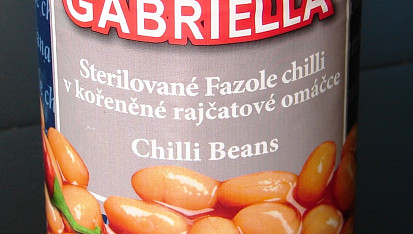 GABRIELLA
Sterilované Fazole chilli
v kořeněné rajčatové omáčce
Chilli Beans